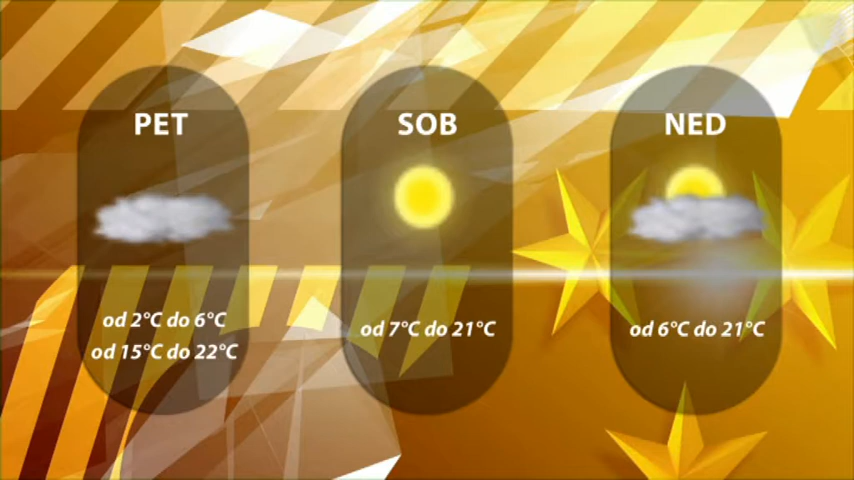 PET
od 2°C do 6°C
od 15°C do 22°C
SOB
od 7°C do 21°C
NED
od 6°C do 21°C